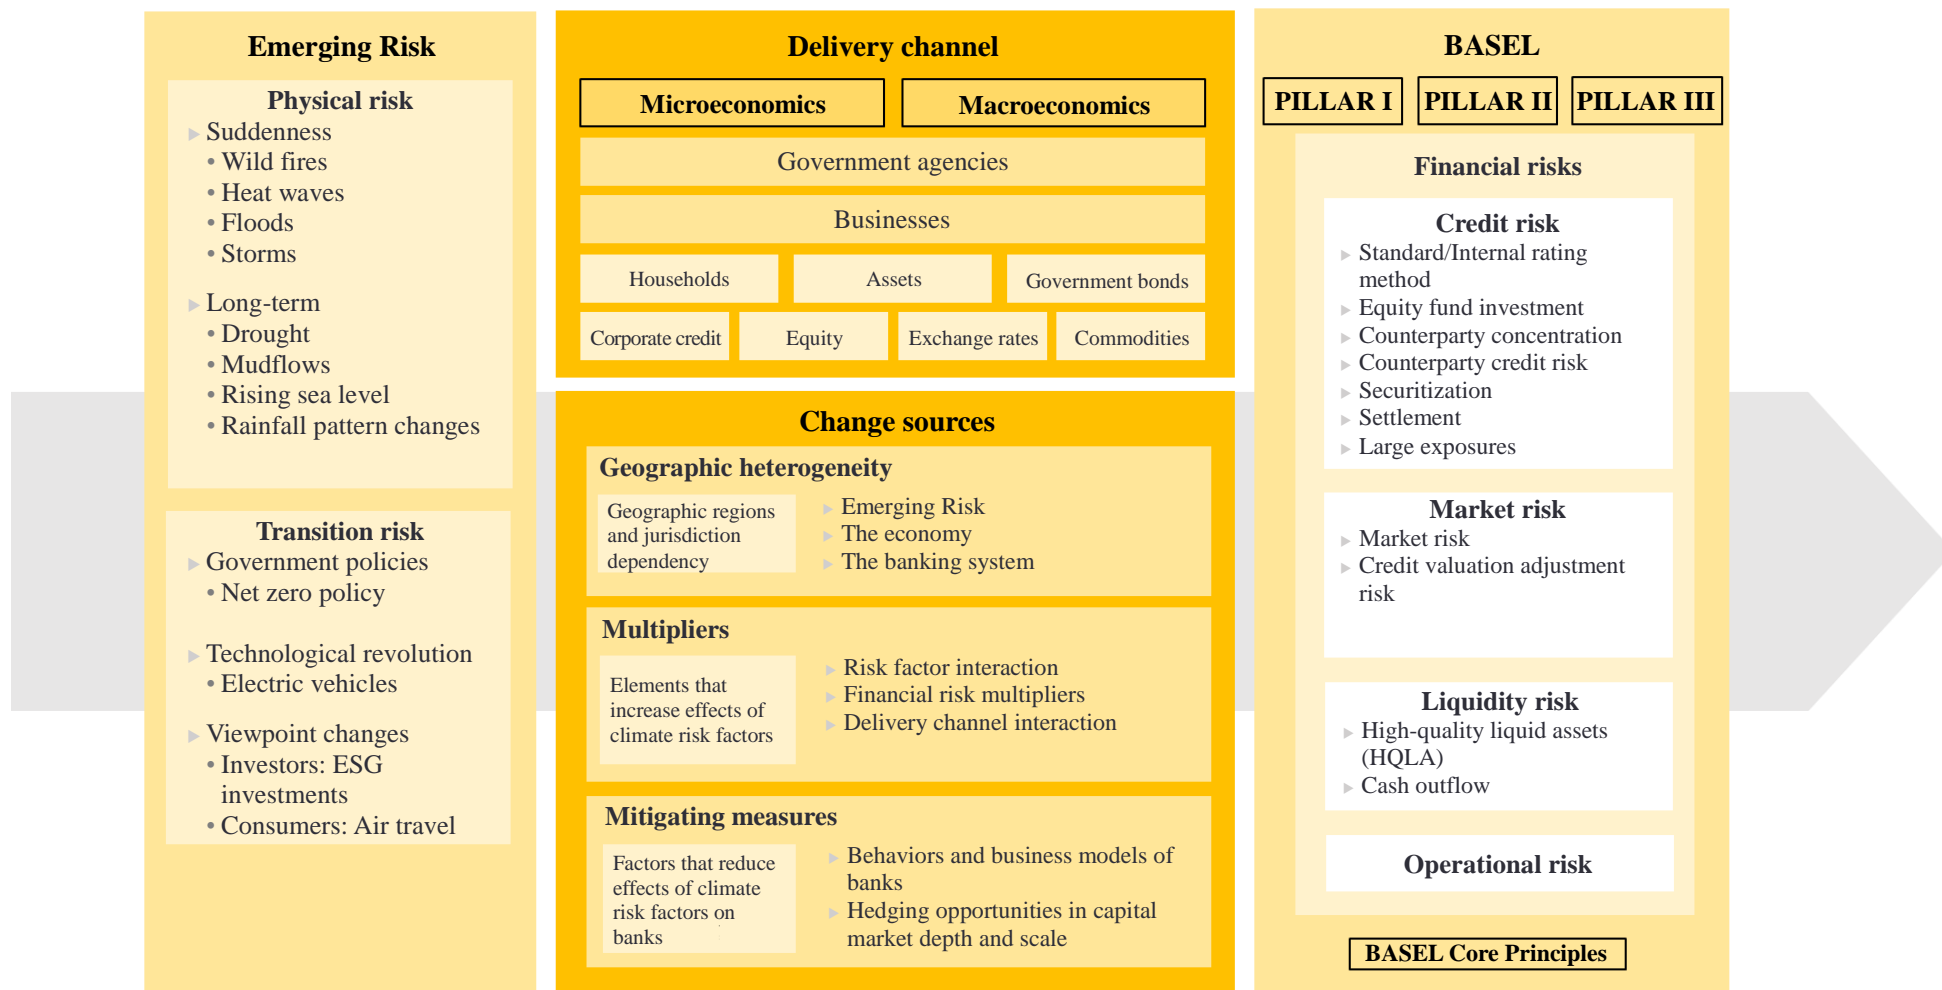 Emerging Risk
Physical risk
Suddenness
• Wild fires
• Heat waves
• Floods
• Storms
Long-term
• Drought
• Mudflows
• Rising sea level
• Rainfall pattern changes
Transition risk
Government policies
• Net zero policy
Technological revolution
• Electric vehicles
Viewpoint changes
• Investors: ESG
investments
• Consumers: Air travel
Delivery channel
Microeconomics
Macroeconomics
Government agencies
Businesses
Households
Assets
Government bonds
Corporate credit
Equity
Exchange rates
Commodities
Change sources
Geographic heterogeneity
Geographic regions
and jurisdiction
dependency
Emerging Risk
The economy
The banking system
Multipliers
Elements that
increase effects of
climate risk factors
Risk factor interaction
Financial risk multipliers
Delivery channel interaction
Mitigating measures
Factors that reduce
effects of climate
risk factors on
banks
Behaviors and business models of
banks
Hedging opportunities in capital
market depth and scale
BASEL
PILLAR I
PILLAR II
PILLAR III
Financial risks
Credit risk
Standard/Internal rating
method
Equity fund investment
Counterparty concentration
Counterparty credit risk
Securitization
Settlement
Large exposures
Market risk
Market risk
Credit valuation adjustment
risk
Liquidity risk
High-quality liquid assets
(HQLA)
Cash outflow
Operational risk
BASEL Core Principles